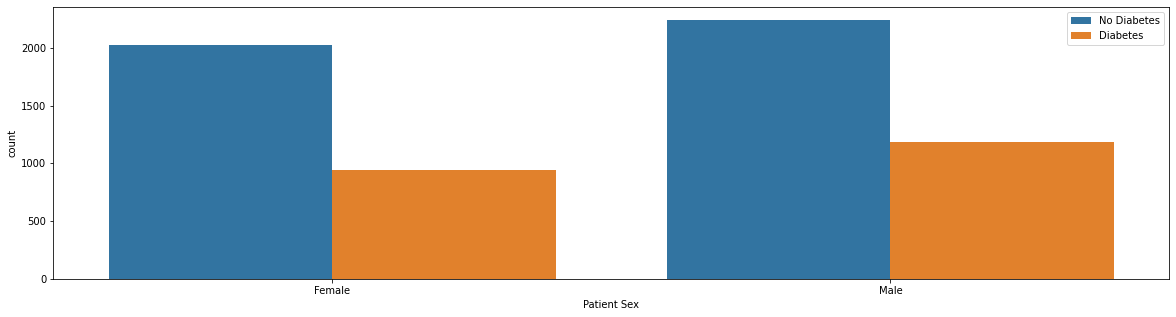 No Diabetes
Diabetes
2000
1500
1000
500
0
count
Female
Male
Patient Sex